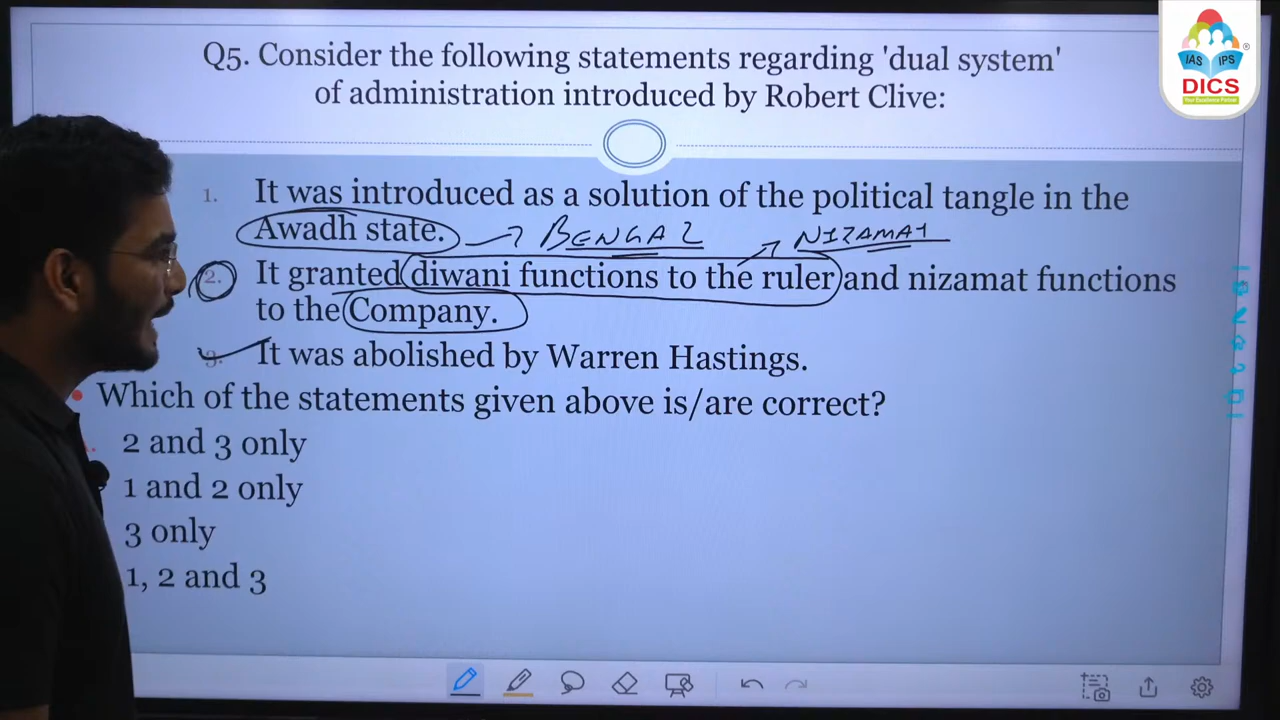 Q5. Consider the following statements regarding 'dual system'
of administration introduced by Robert Clive:
IAS IPS
®
DICS
Your Excellence Partner
1. It was introduced as a solution of the political tangle in the
Awadh state. BENGAL NIZAMAT
2. It granted diwani functions to the ruler and nizamat functions
to the Company.
3. It was abolished by Warren Hastings.
• Which of the statements given above is/are correct?
2 and 3 only
1 and 2 only
3 only
1, 2 and 3